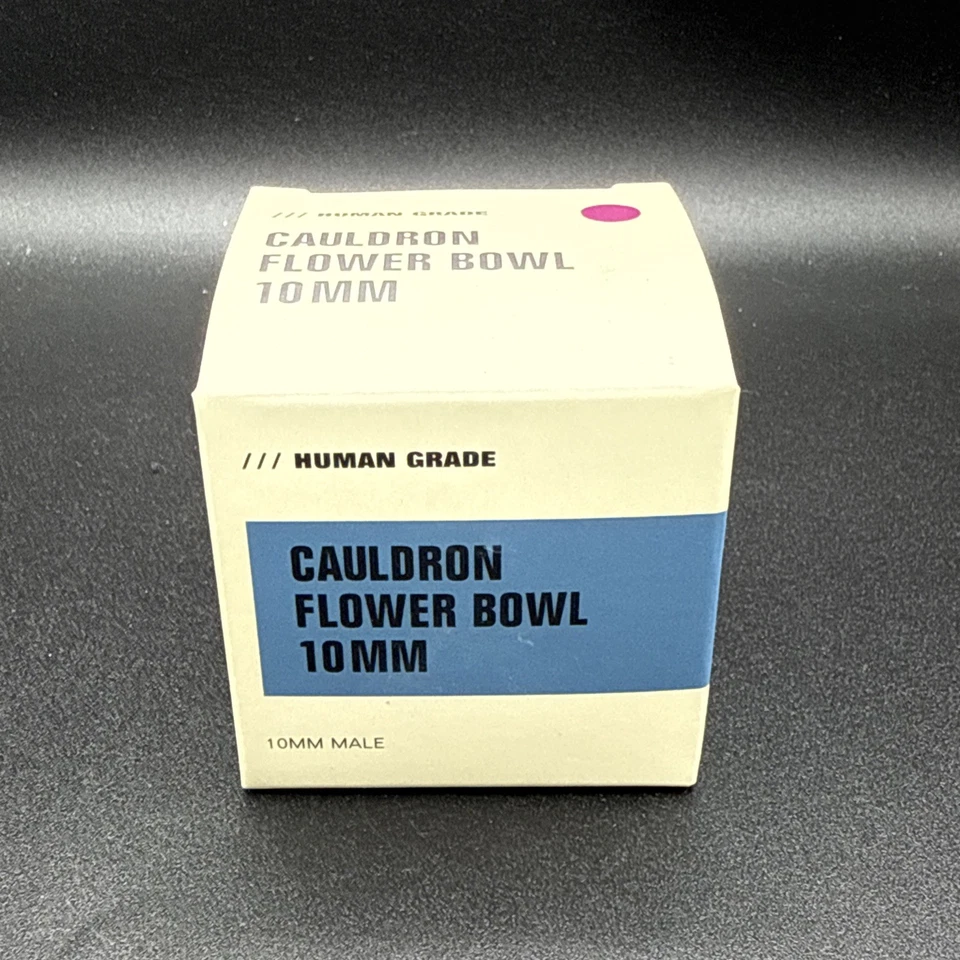 /// HUMAN GRADE
CAULDRON
FLOWER BOWL
10MM
/// HUMAN GRADE
CAULDRON
FLOWER BOWL
10MM
10MM MALE